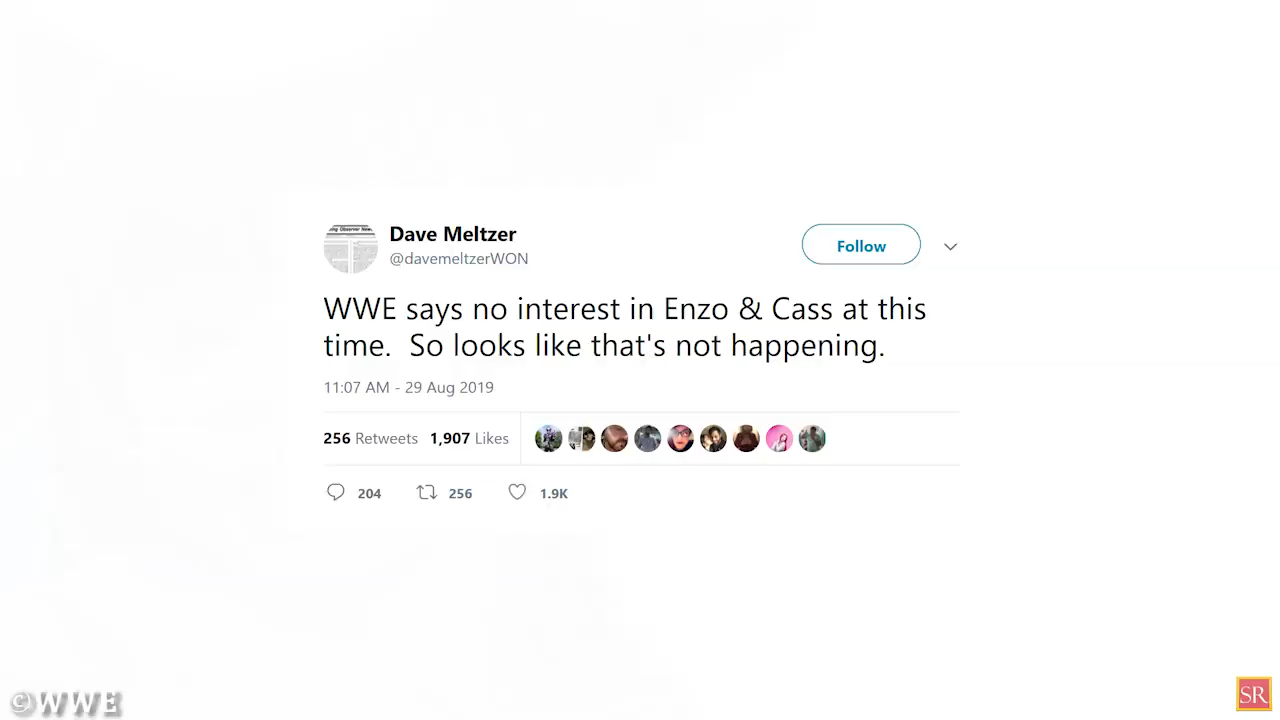 Dave Meltzer
@davemeltzerWON
Follow
WWE says no interest in Enzo & Cass at this
time.  So looks like that's not happening.
11:07 AM - 29 Aug 2019
256 Retweets 1,907 Likes
204 256 1.9K
©WWE
SR